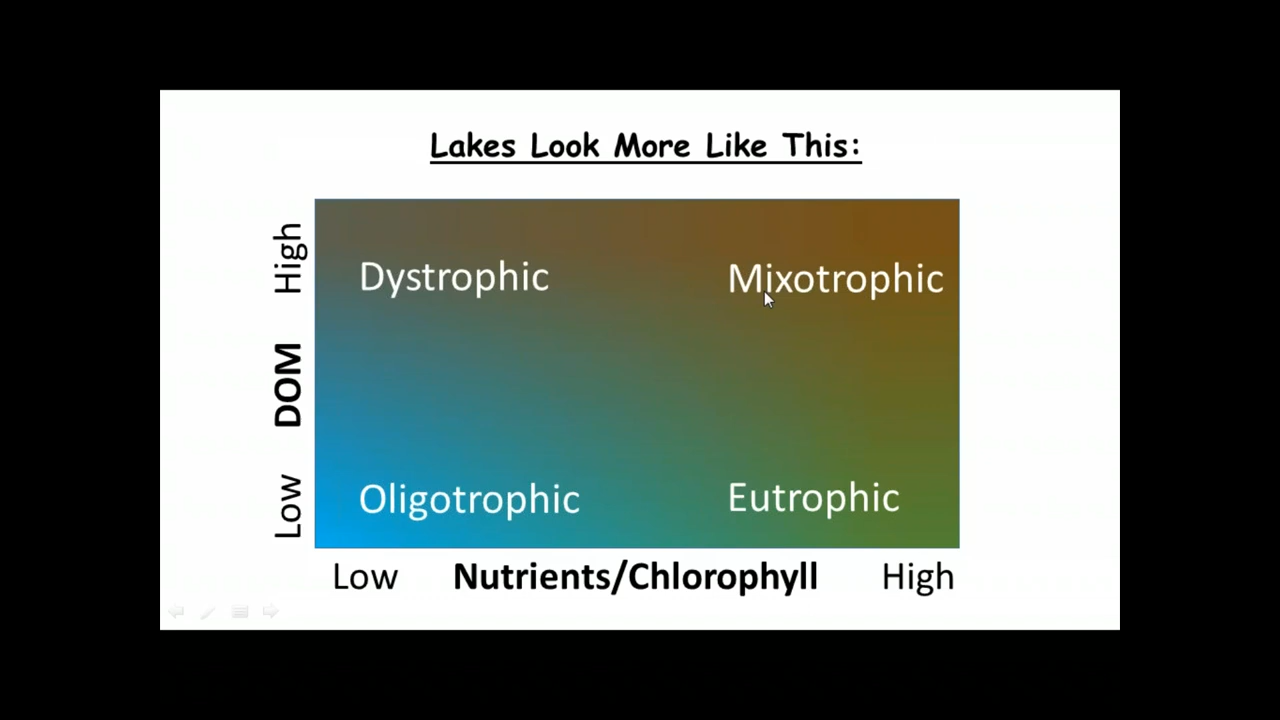 Lakes Look More Like This:
High
Dystrophic
Mixotrophic
DOM
Low
Oligotrophic
Eutrophic
Low
Nutrients/Chlorophyll
High